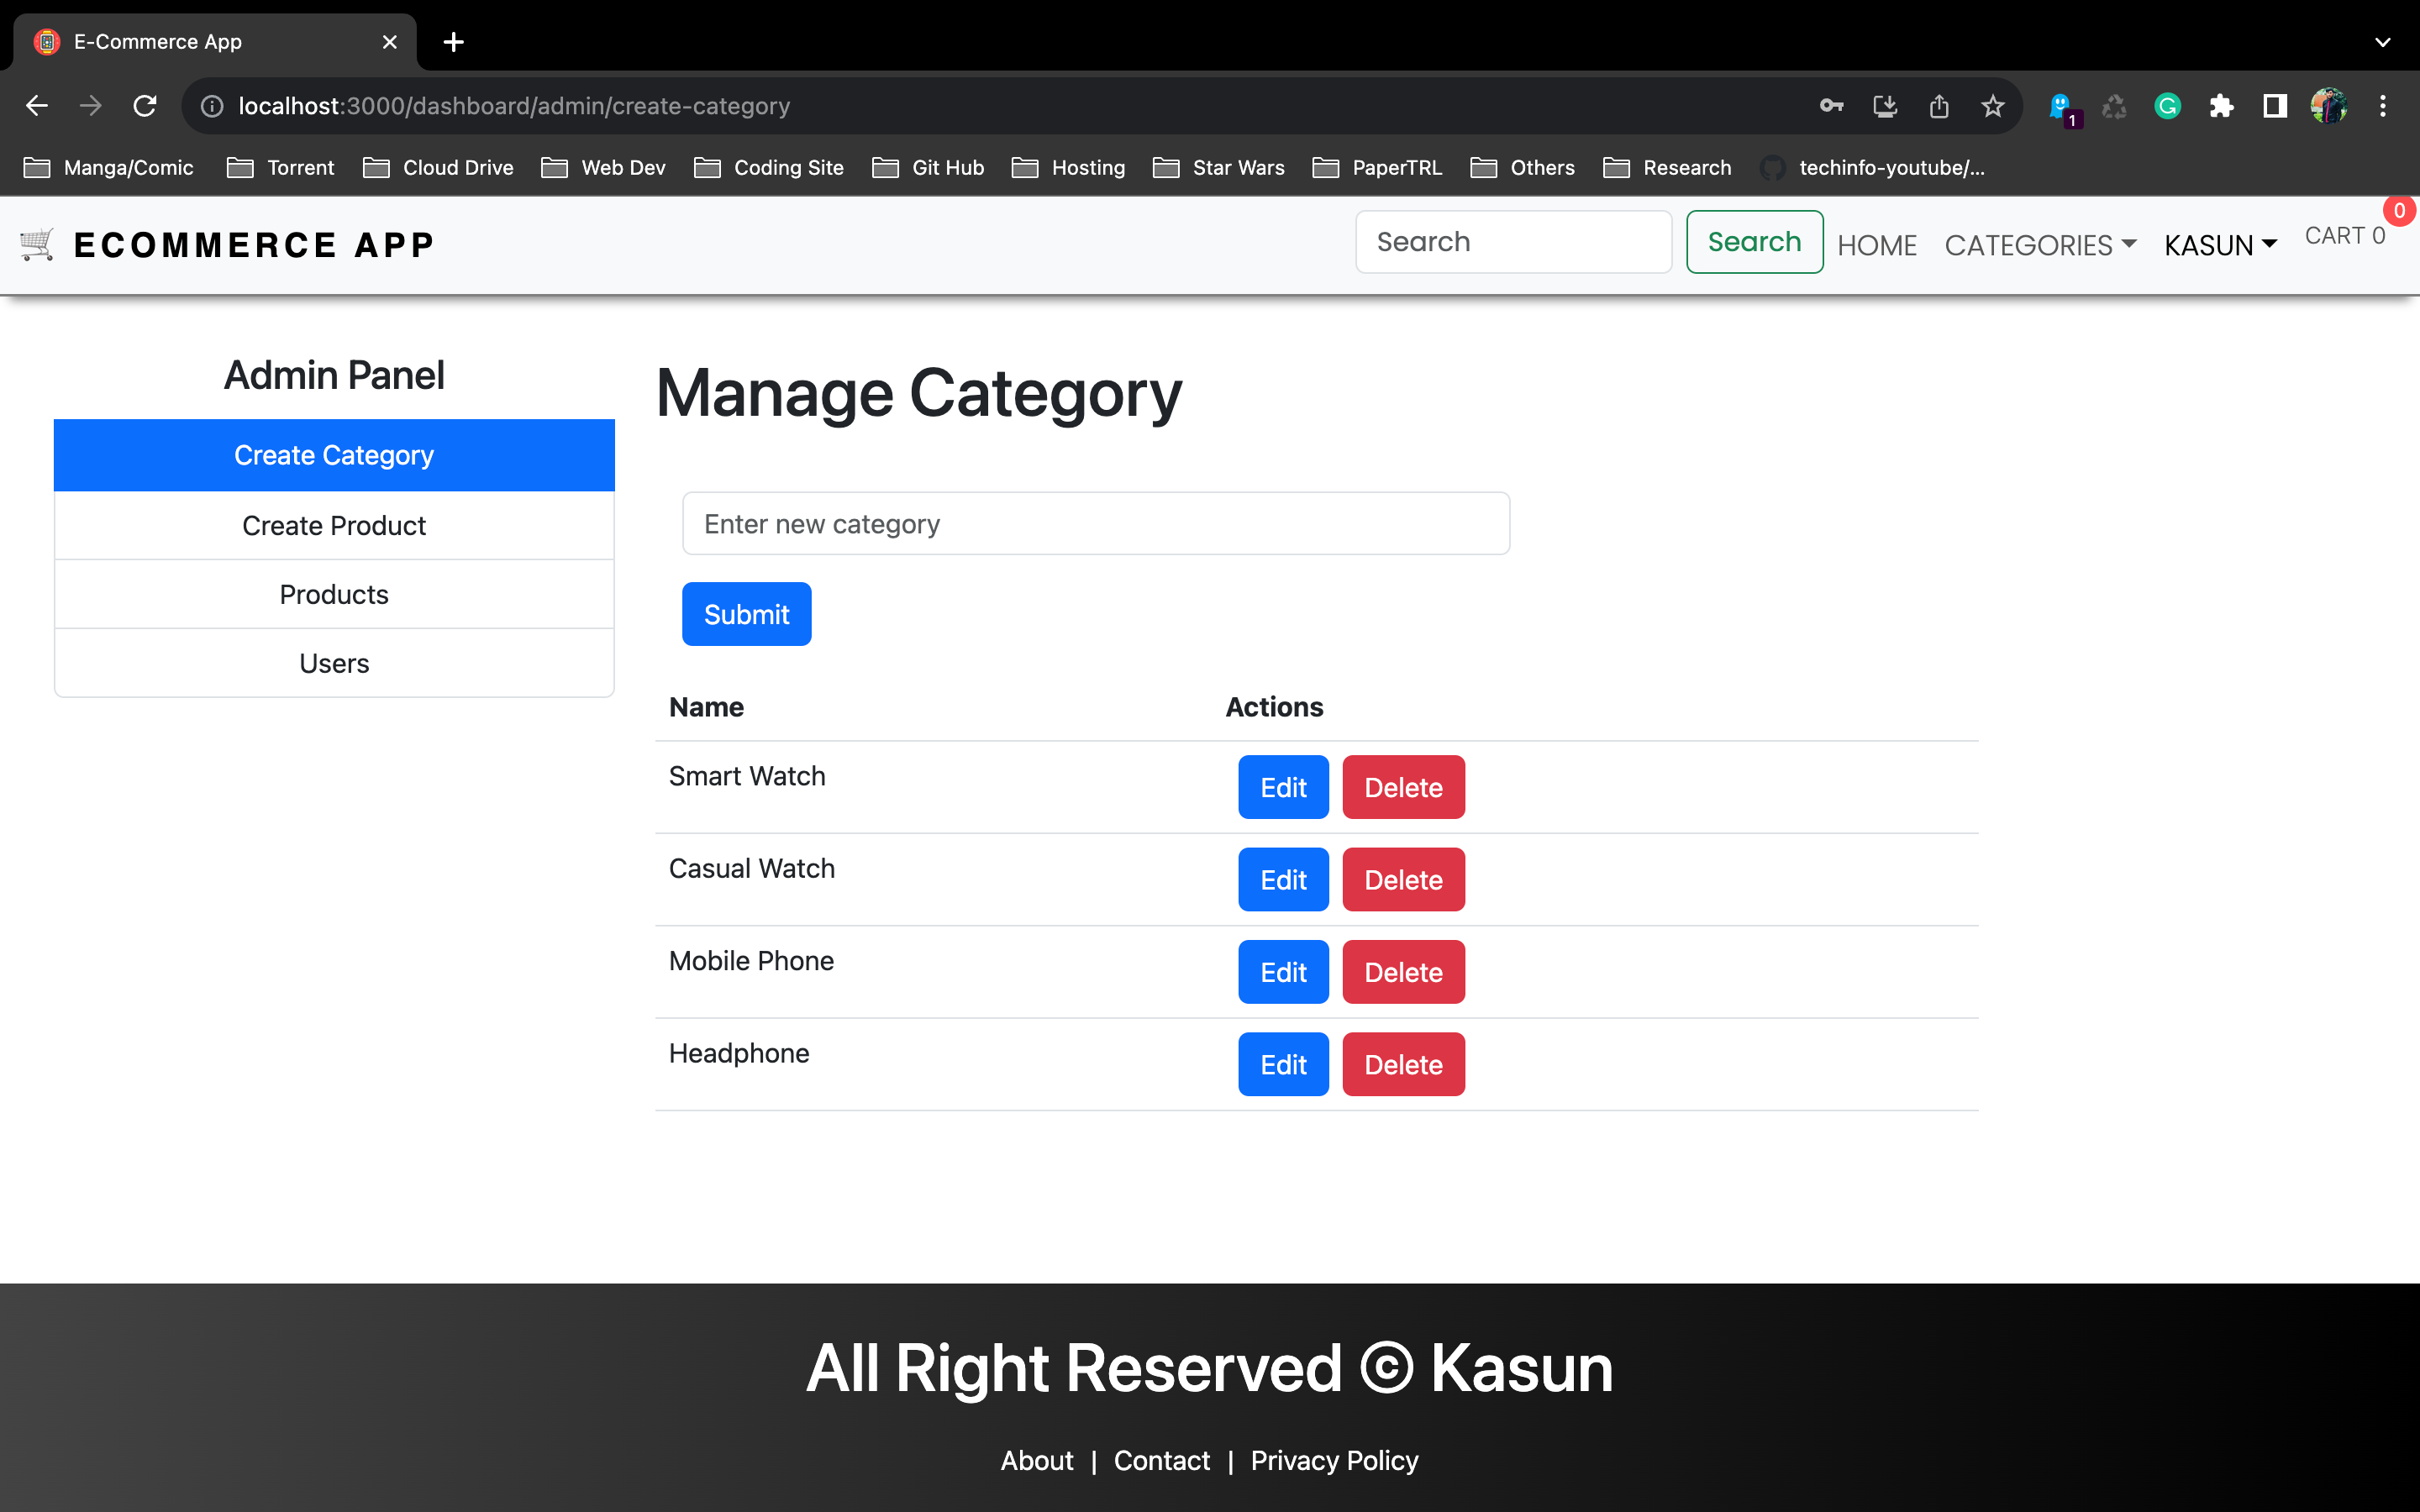 E-Commerce App
localhost:3000/dashboard/admin/create-category
1
Manga/Comic Torrent Cloud Drive Web Dev Coding Site Git Hub Hosting Star Wars PaperTRL Others Research techinfo-youtube/...
ECOMMERCE APP Search Search HOME CATEGORIES KASUN CART 0 0
Admin Panel
Create Category
Create Product
Products
Users
Manage Category
Enter new category
Submit
Name Actions
Smart Watch Edit Delete
Casual Watch Edit Delete
Mobile Phone Edit Delete
Headphone Edit Delete
All Right Reserved © Kasun
About | Contact | Privacy Policy